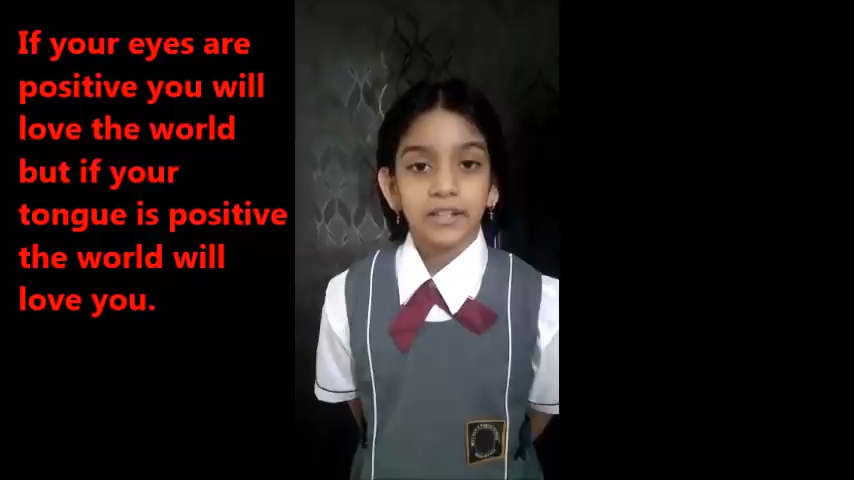 If your eyes are
positive you will
love the world
but if your
tongue is positive
the world will
love you.